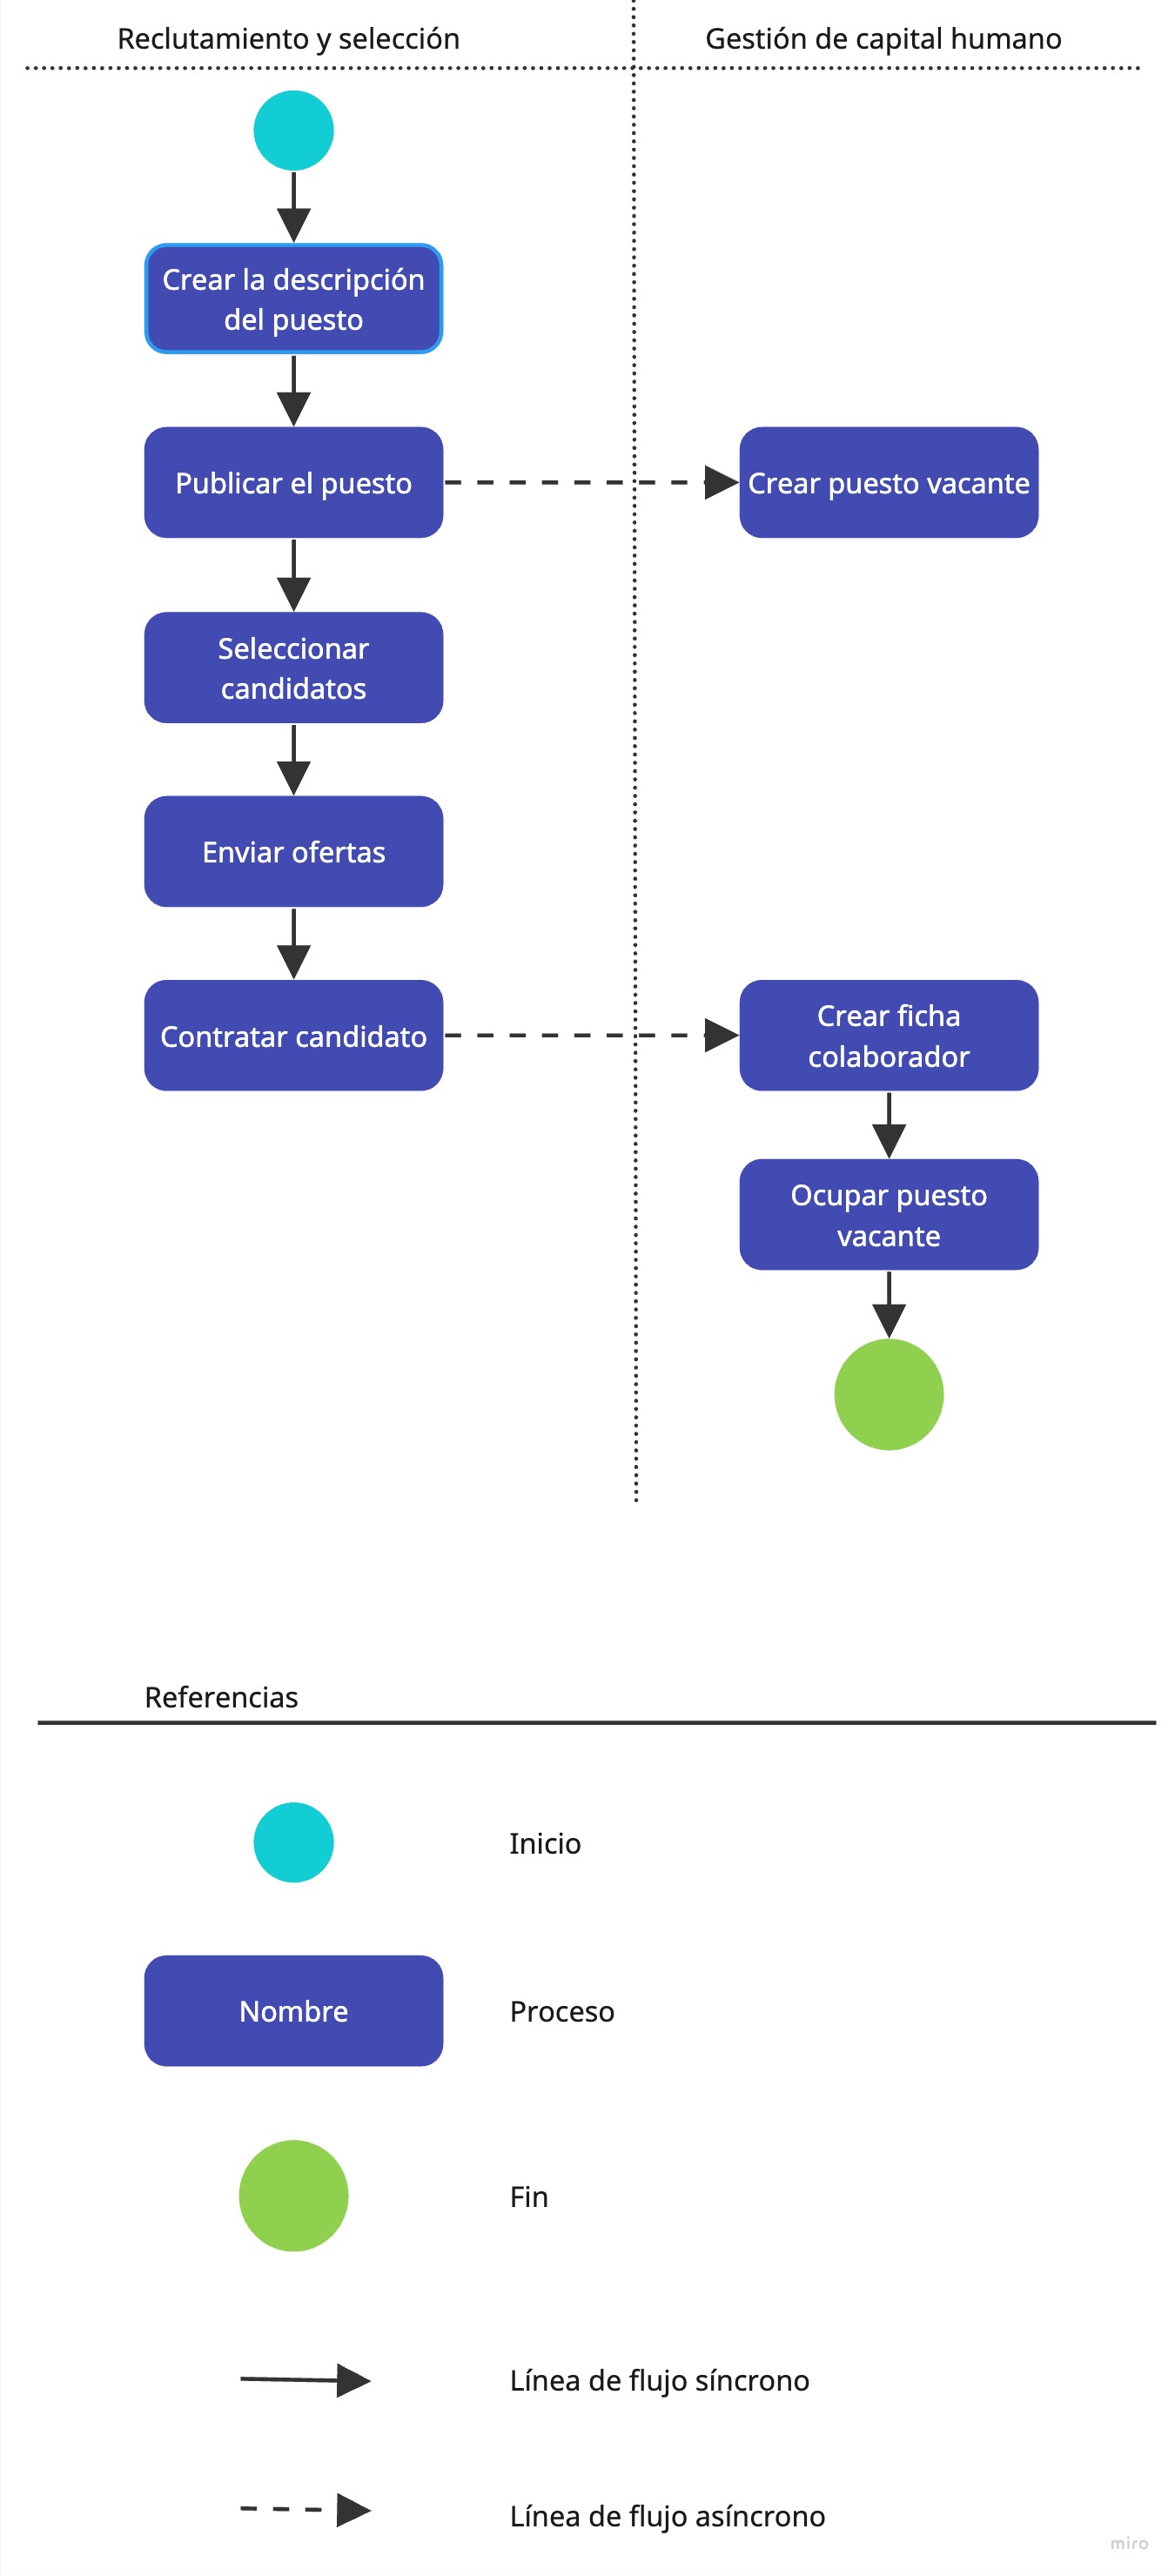 Reclutamiento y selección
Gestión de capital humano
Crear la descripción
del puesto
Publicar el puesto
Crear puesto vacante
Seleccionar
candidatos
Enviar ofertas
Contratar candidato
Crear ficha
colaborador
Ocupar puesto
vacante
Referencias
Inicio
Nombre
Proceso
Fin
Línea de flujo síncrono
Línea de flujo asíncrono
miro